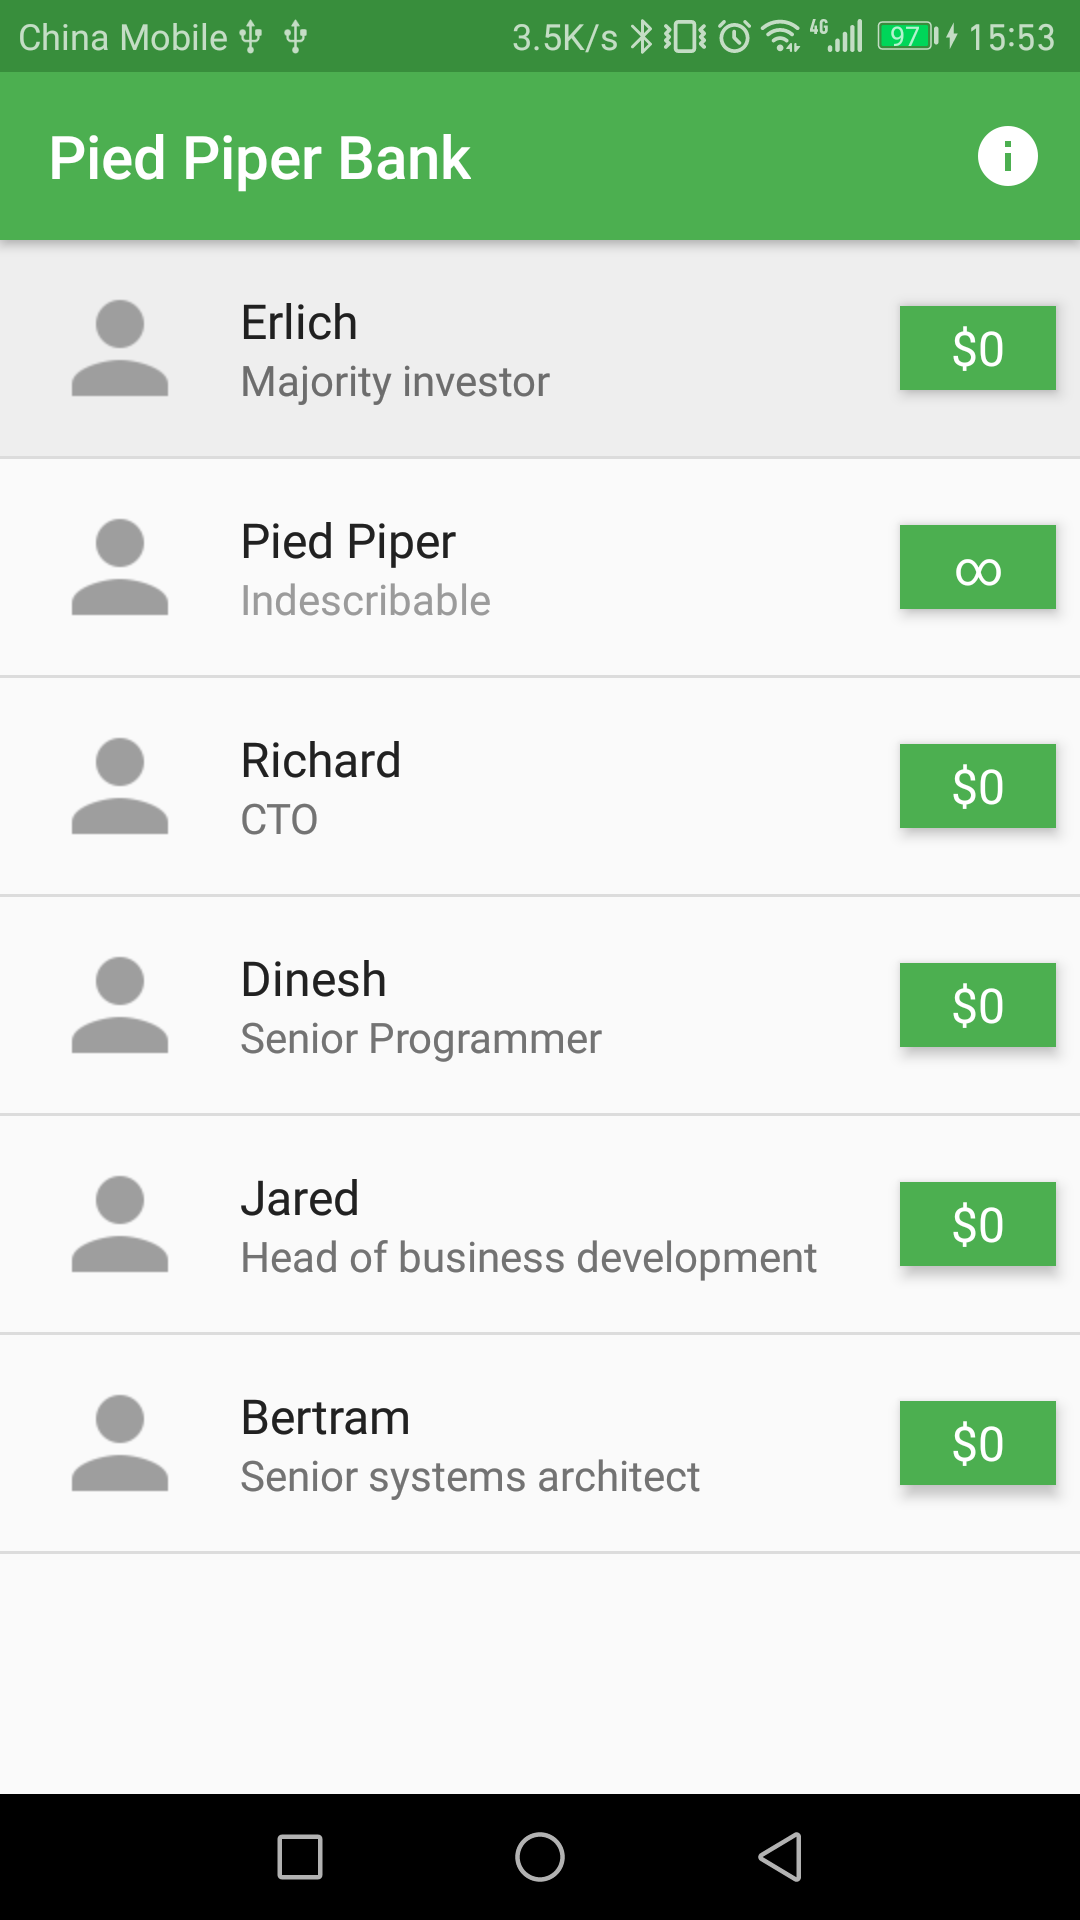 China Mobile 3.5K/s 4G 97 15:53
Pied Piper Bank
Erlich
Majority investor
$0
Pied Piper
Indescribable
∞
Richard
CTO
$0
Dinesh
Senior Programmer
$0
Jared
Head of business development
$0
Bertram
Senior systems architect
$0